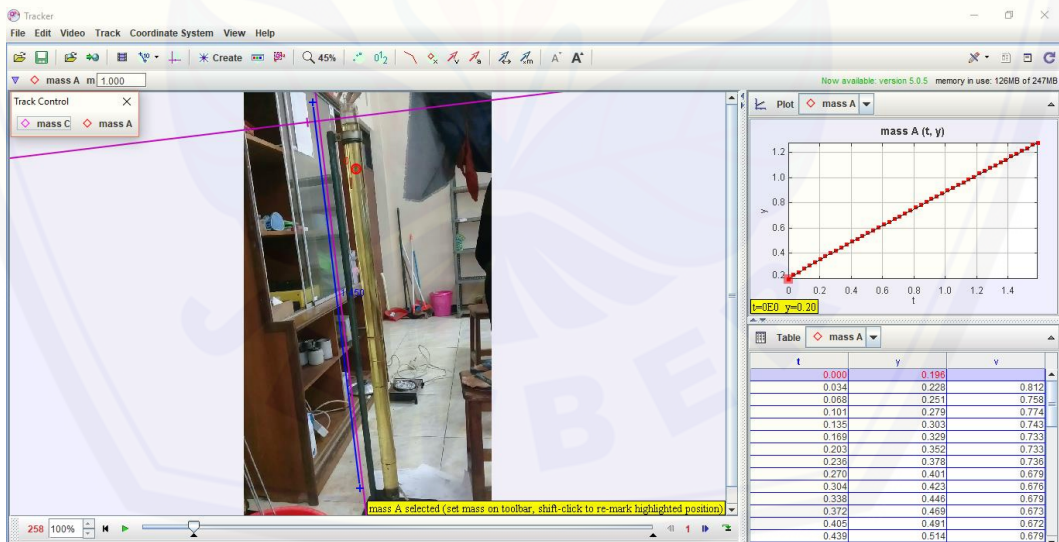 Tracker
File Edit Video Track Coordinate System View Help
Create 45%
mass A m 1.000
Now available: version 5.0.5 memory in use: 126MB of 247MB
Track Control
mass C mass A
Plot mass A
mass A (t, y)
1.2
1.0
0.8
y
0.6
0.4
0.2
0 0.2 0.4 0.6 0.8 1.0 1.2 1.4
t
t=0E0 y=0.20
Table mass A
t y v
0.000 0.196
0.034 0.228 0.812
0.068 0.251 0.758
0.101 0.279 0.774
0.135 0.303 0.743
0.169 0.329 0.733
0.203 0.352 0.733
0.236 0.378 0.736
0.270 0.401 0.679
0.304 0.423 0.676
0.338 0.446 0.679
0.372 0.469 0.673
0.405 0.491 0.672
0.439 0.514 0.679
mass A selected (set mass on toolbar, shift-click to re-mark highlighted position)
258 100% 1